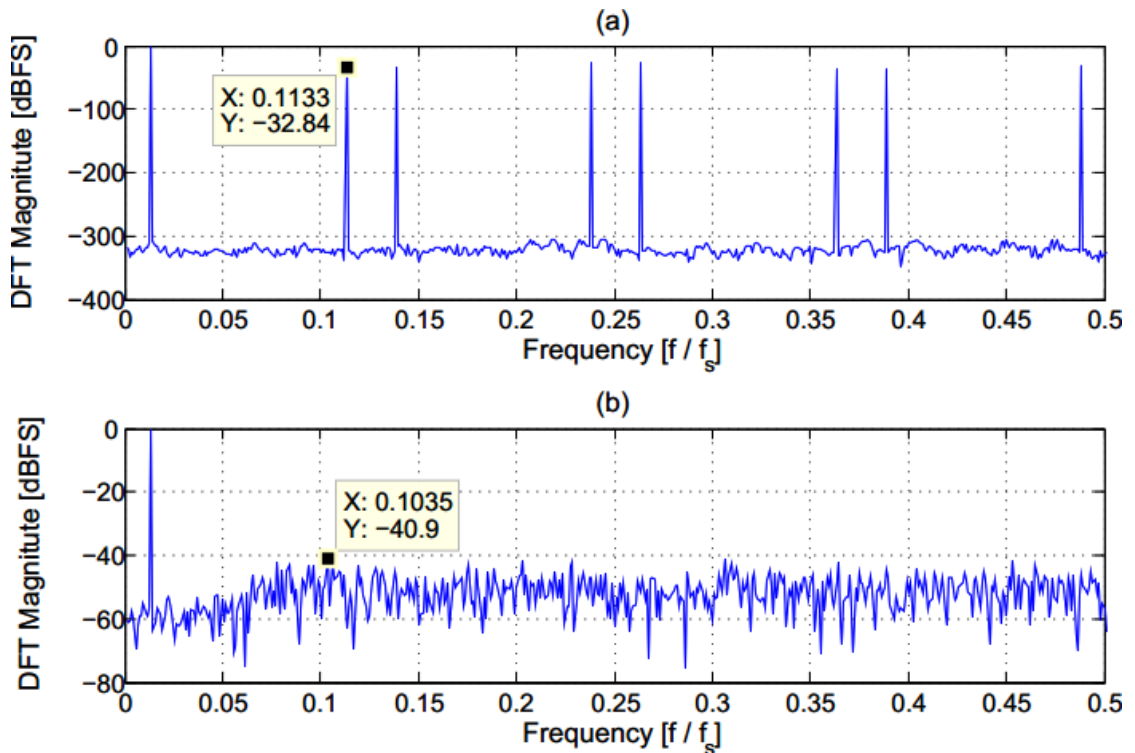 (a)
DFT Magnitute [dBFS]
0
−100
−200
−300
−400
X: 0.1133
Y: −32.84
0 0.05 0.1 0.15 0.2 0.25 0.3 0.35 0.4 0.45 0.5
Frequency [f / fs]
(b)
DFT Magnitute [dBFS]
0
−20
−40
−60
−80
X: 0.1035
Y: −40.9
0 0.05 0.1 0.15 0.2 0.25 0.3 0.35 0.4 0.45 0.5
Frequency [f / fs]